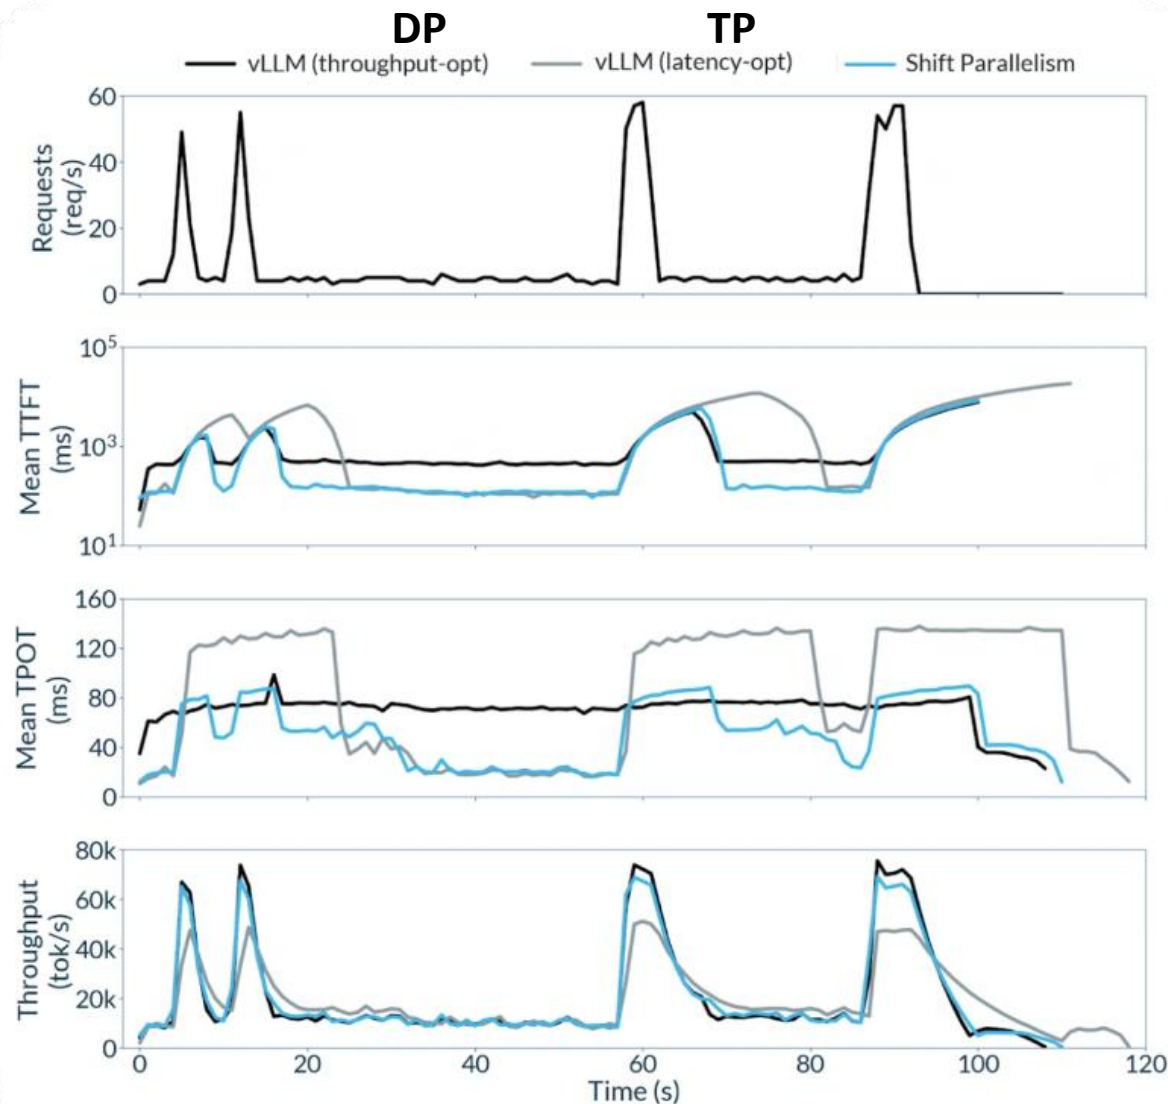 DP TP
vLLM (throughput-opt) vLLM (latency-opt) Shift Parallelism
Requests
(req/s)
60
40
20
0
Mean TTFT
(ms)
10⁵
10³
10¹
Mean TPOT
(ms)
160
120
80
40
0
Throughput
(tok/s)
80k
60k
40k
20k
0
0 20 40 60 80 100 120
Time (s)